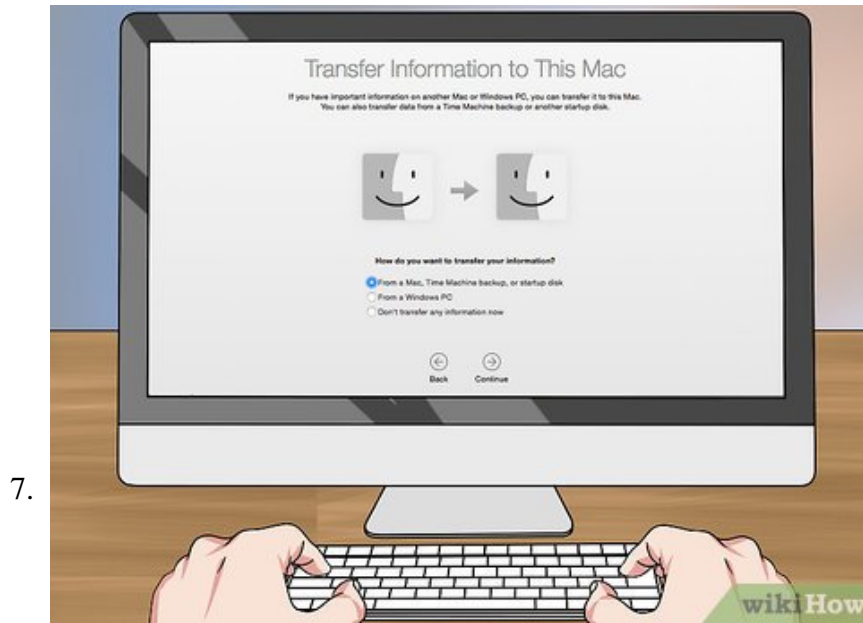 Transfer Information to This Mac
If you have important information on another Mac or Windows PC, you can transfer it to this Mac.
You can also transfer data from a Time Machine backup or another startup disk.
How do you want to transfer your information?
From a Mac, Time Machine backup, or startup disk
From a Windows PC
Don't transfer any information now
Back Continue
7.
wikiHow